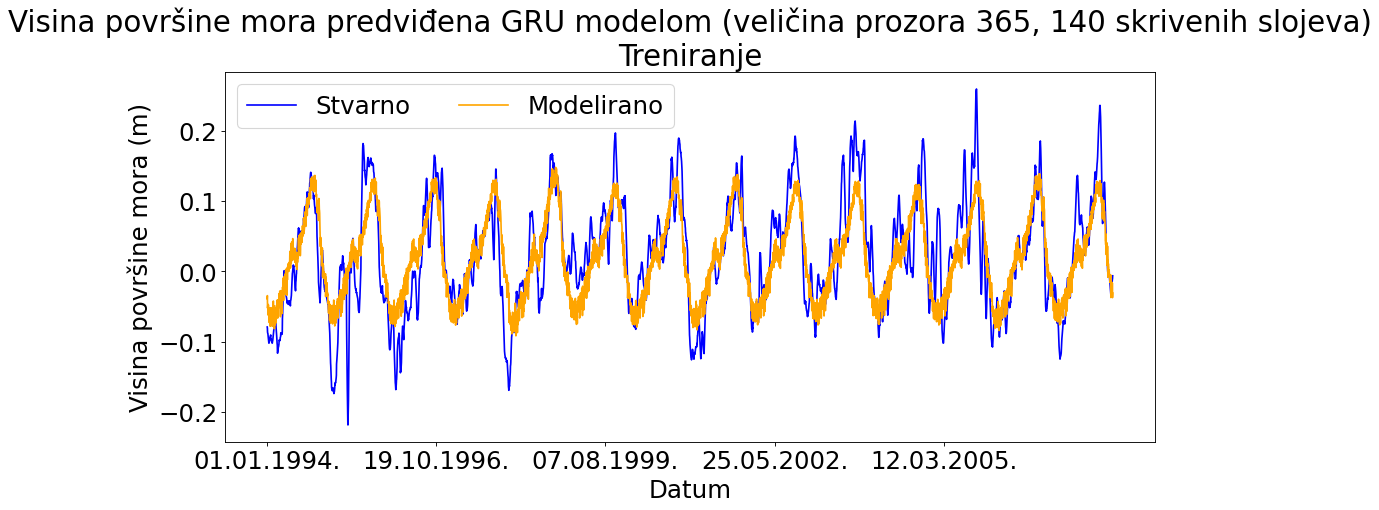 Visina površine mora predviđena GRU modelom (veličina prozora 365, 140 skrivenih slojeva)
Treniranje
Stvarno Modelirano
Visina površine mora (m)
0.2
0.1
0.0
−0.1
−0.2
01.01.1994. 19.10.1996. 07.08.1999. 25.05.2002. 12.03.2005.
Datum